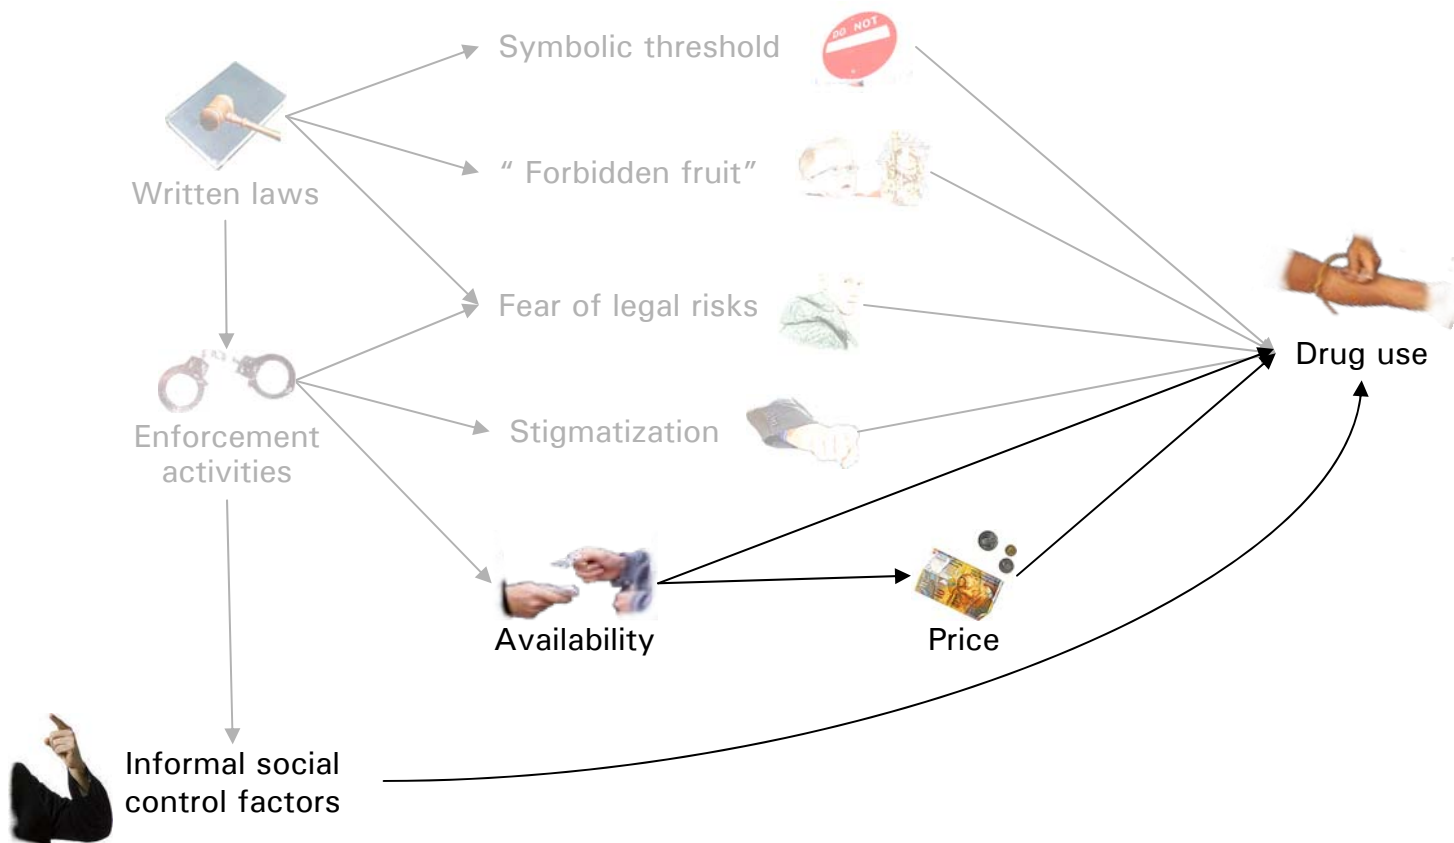 Symbolic threshold
DO NOT
“ Forbidden fruit”
Written laws
Fear of legal risks
Drug use
Enforcement
activities
Stigmatization
Availability
Price
Informal social
control factors